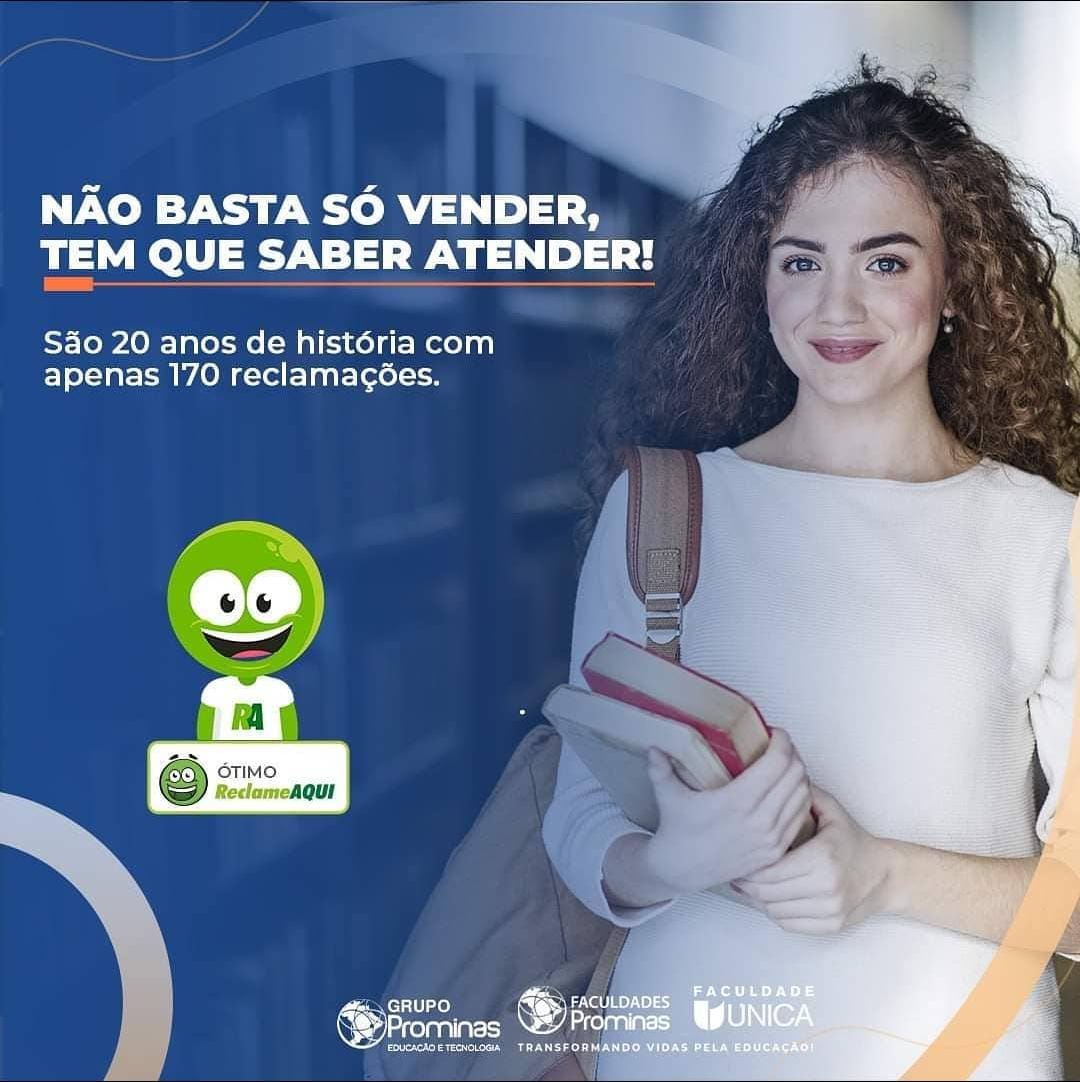 NÃO BASTA SÓ VENDER,
TEM QUE SABER ATENDER!
São 20 anos de história com
apenas 170 reclamações.
RA
ÓTIMO
ReclameAQUI
GRUPO
Prominas
EDUCAÇÃO E TECNOLOGIA
FACULDADES
Prominas
FACULDADE
UNICA
TRANSFORMANDO VIDAS PELA EDUCAÇÃO!